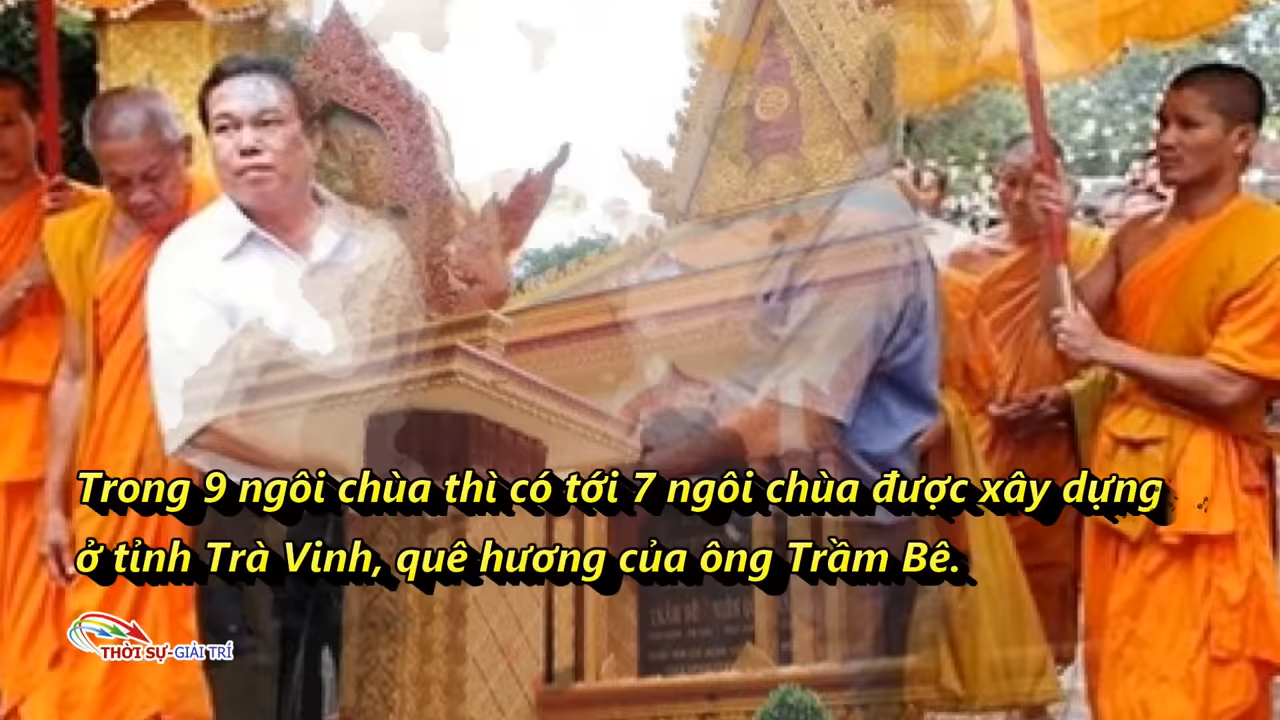 Trong 9 ngôi chùa thì có tới 7 ngôi chùa được xây dựng
ở tỉnh Trà Vinh, quê hương của ông Trầm Bê.
THỜI SỰ-GIẢI TRÍ